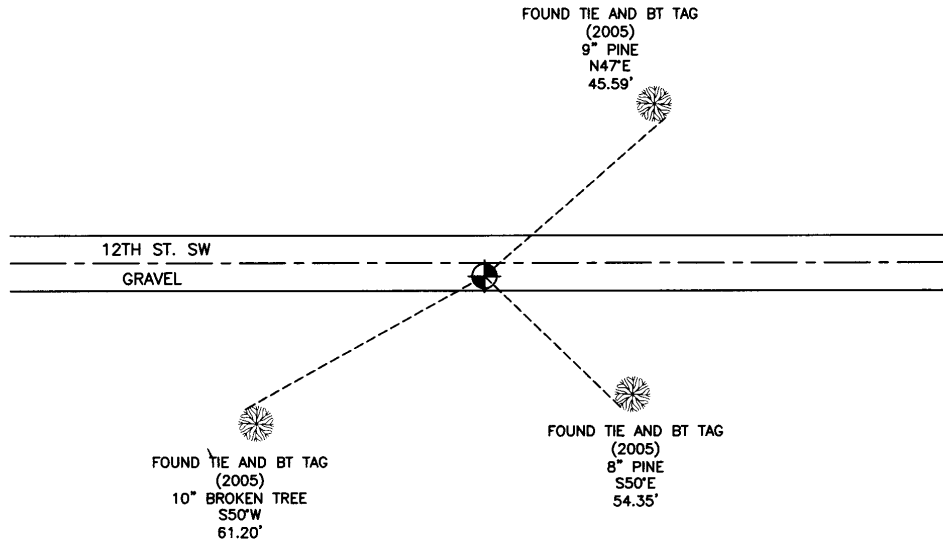 FOUND TIE AND BT TAG
(2005)
9" PINE
N47°E
45.59'
12TH ST. SW
GRAVEL
FOUND TIE AND BT TAG
(2005)
10" BROKEN TREE
S50°W
61.20'
FOUND TIE AND BT TAG
(2005)
8" PINE
S50°E
54.35'